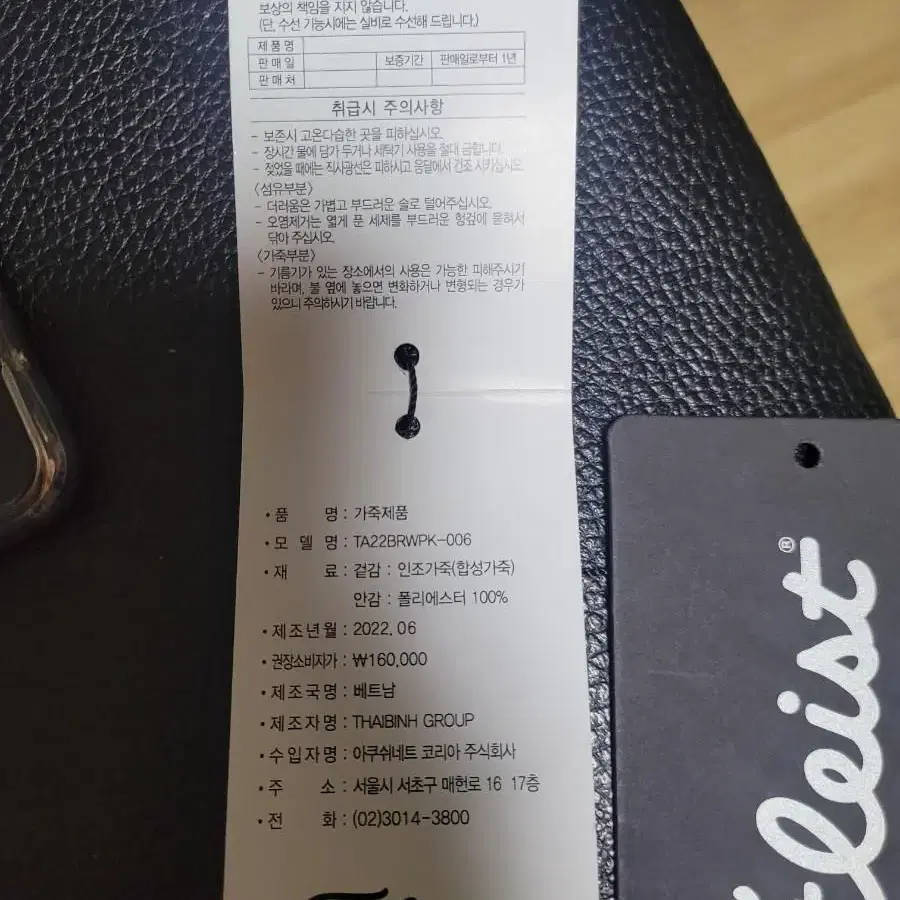 보상의 책임을 지지 않습니다.
(단, 수선 기능시에는 실비로 수선해 드립니다.)
제 품 명
판 매 일 보증기간 판매일로부터 1년
판 매 처
취급시 주의사항
- 보존시 고온다습한 곳을 피하십시오.
- 장시간 물에 담가 두거나 세탁기 사용을 절대 금합니다.
- 젖었을 때에는 직사광선은 피하시고 응달에서 건조 시키십시오.
<섬유부분>
- 더러움은 가볍고 부드러운 솔로 털어주십시오.
- 오염제거는 엷게 푼 세제를 부드러운 헝겊에 묻혀서
닦아 주십시오.
<가죽부분>
- 기름기가 있는 장소에서의 사용은 가능한 피해주시기
바라며, 불 옆에 놓으면 변화하거나 변형되는 경우가
있으니 주의하시기 바랍니다.
• 품 명 : 가죽제품
• 모 델 명 : TA22BRWPK-006
• 재 료 : 겉감 : 인조가죽(합성가죽)
안감 : 폴리에스터 100%
• 제조년월 : 2022. 06
• 권장소비자가 : ₩160,000
• 제조국명 : 베트남
• 제조자명 : THAIBINH GROUP
• 수입자명 : 아쿠쉬네트 코리아 주식회사
• 주 소 : 서울시 서초구 매헌로 16 17층
• 전 화 : (02)3014-3800
leist®